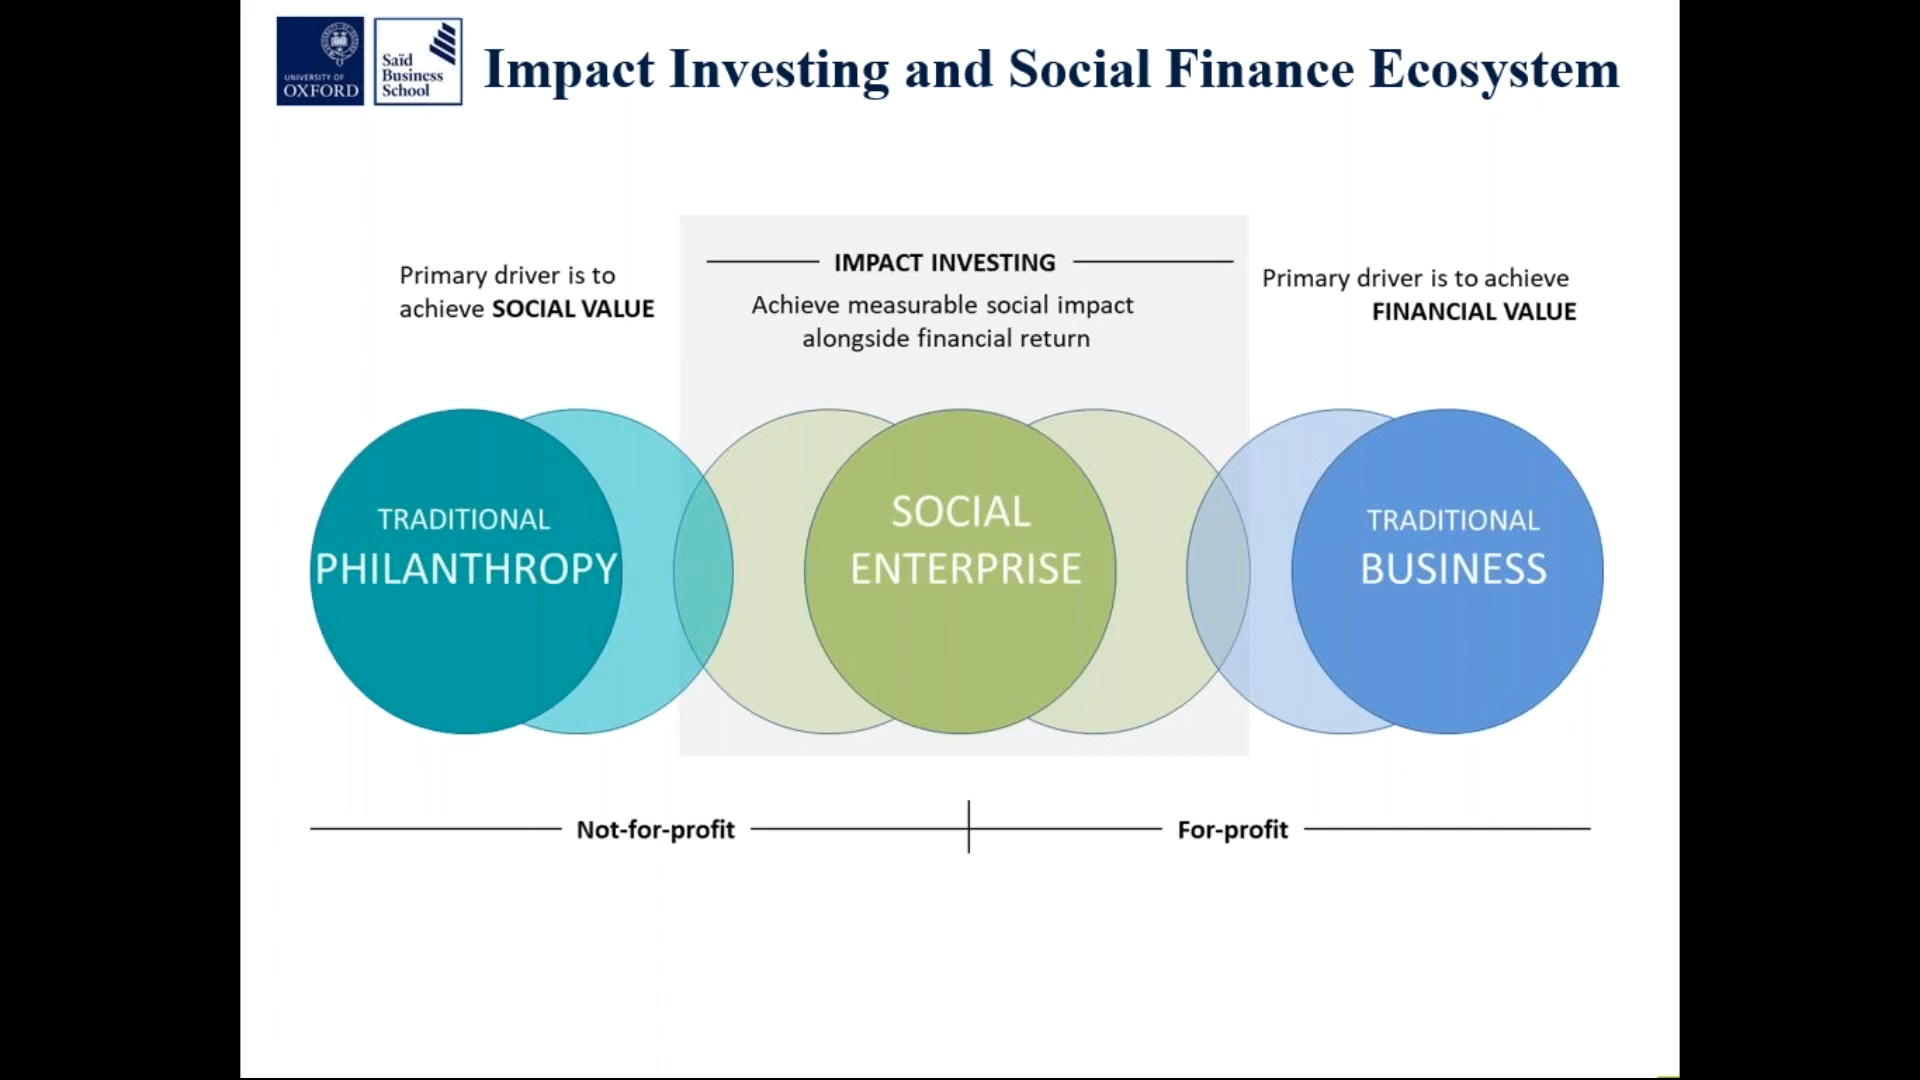 UNIVERSITY OF
OXFORD
Saïd
Business
School
Impact Investing and Social Finance Ecosystem
Primary driver is to
achieve SOCIAL VALUE
IMPACT INVESTING
Achieve measurable social impact
alongside financial return
Primary driver is to achieve
FINANCIAL VALUE
TRADITIONAL
PHILANTHROPY
SOCIAL
ENTERPRISE
TRADITIONAL
BUSINESS
Not-for-profit
For-profit